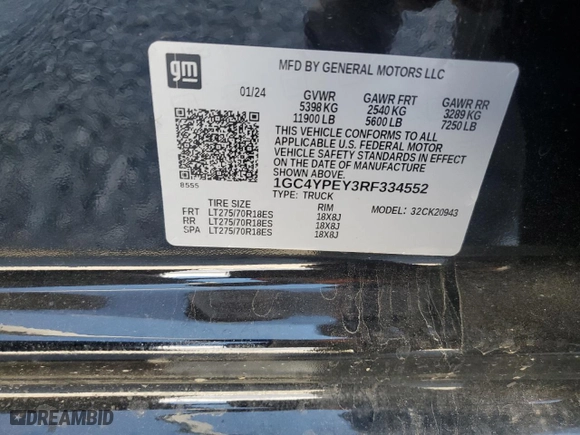 gm
MFD BY GENERAL MOTORS LLC
01/24 GVWR GAWR FRT GAWR RR
5398 KG 2540 KG 3289 KG
11900 LB 5600 LB 7250 LB
THIS VEHICLE CONFORMS TO ALL
APPLICABLE U.S. FEDERAL MOTOR
VEHICLE SAFETY STANDARDS IN EFFECT
ON THE DATE OF MANUFACTURE
SHOWN ABOVE.
8555 1GC4YPEY3RF334552
TYPE: TRUCK
TIRE SIZE RIM MODEL: 32CK20943
FRT LT275/70R18ES 18X8J
RR LT275/70R18ES 18X8J
SPA LT275/70R18ES 18X8J
DREAMBID